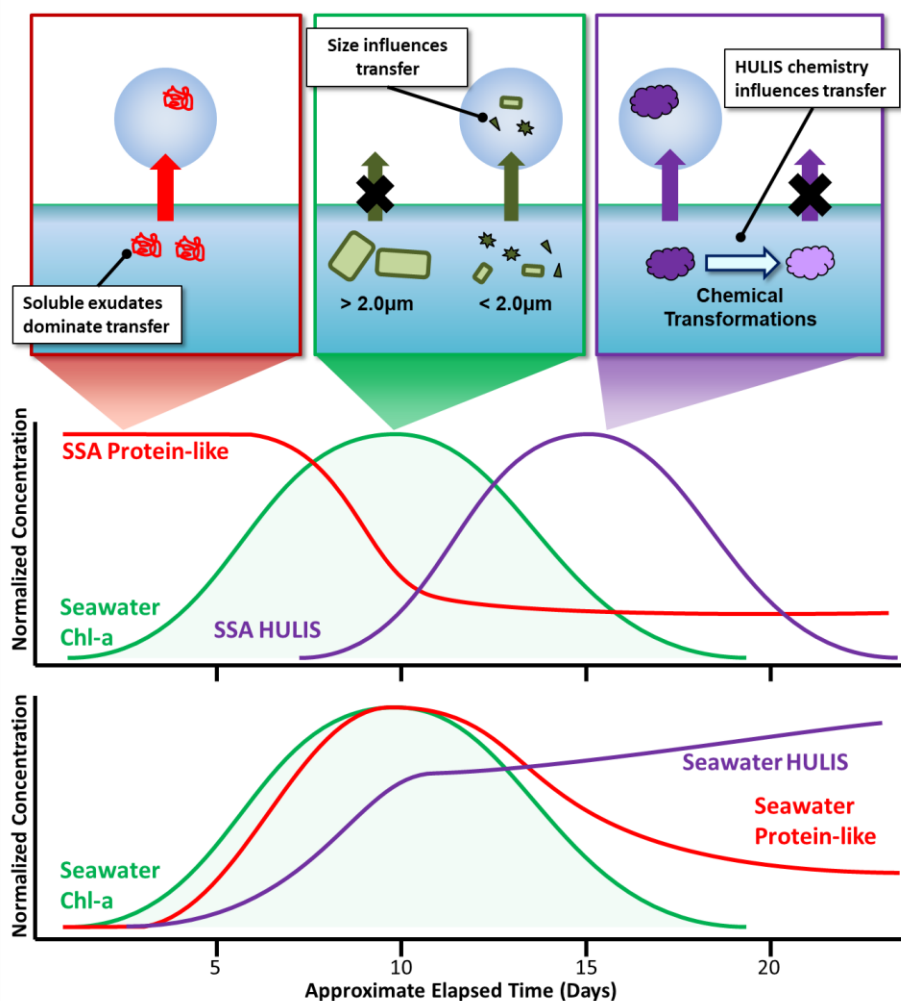 Size influences
transfer
HULIS chemistry
influences transfer
Soluble exudates
dominate transfer
> 2.0µm
< 2.0µm
Chemical
Transformations
Normalized Concentration
SSA Protein-like
Seawater
Chl-a
SSA HULIS
Normalized Concentration
Seawater HULIS
Seawater
Protein-like
Seawater
Chl-a
5
10
15
20
Approximate Elapsed Time (Days)